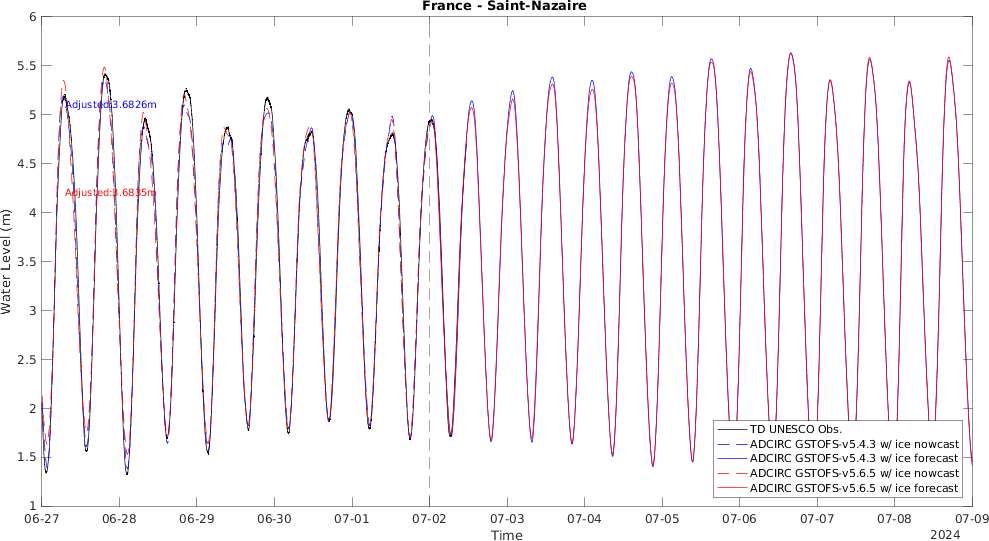 France - Saint-Nazaire
6
5.5
5
4.5
4
3.5
3
2.5
2
1.5
1
Water Level (m)
Adjusted:3.6826m
Adjusted:3.6835m
TD UNESCO Obs.
ADCIRC GSTOFS-v5.4.3 w/ ice nowcast
ADCIRC GSTOFS-v5.4.3 w/ ice forecast
ADCIRC GSTOFS-v5.6.5 w/ ice nowcast
ADCIRC GSTOFS-v5.6.5 w/ ice forecast
06-27 06-28 06-29 06-30 07-01 07-02 07-03 07-04 07-05 07-06 07-07 07-08 07-09
Time
2024